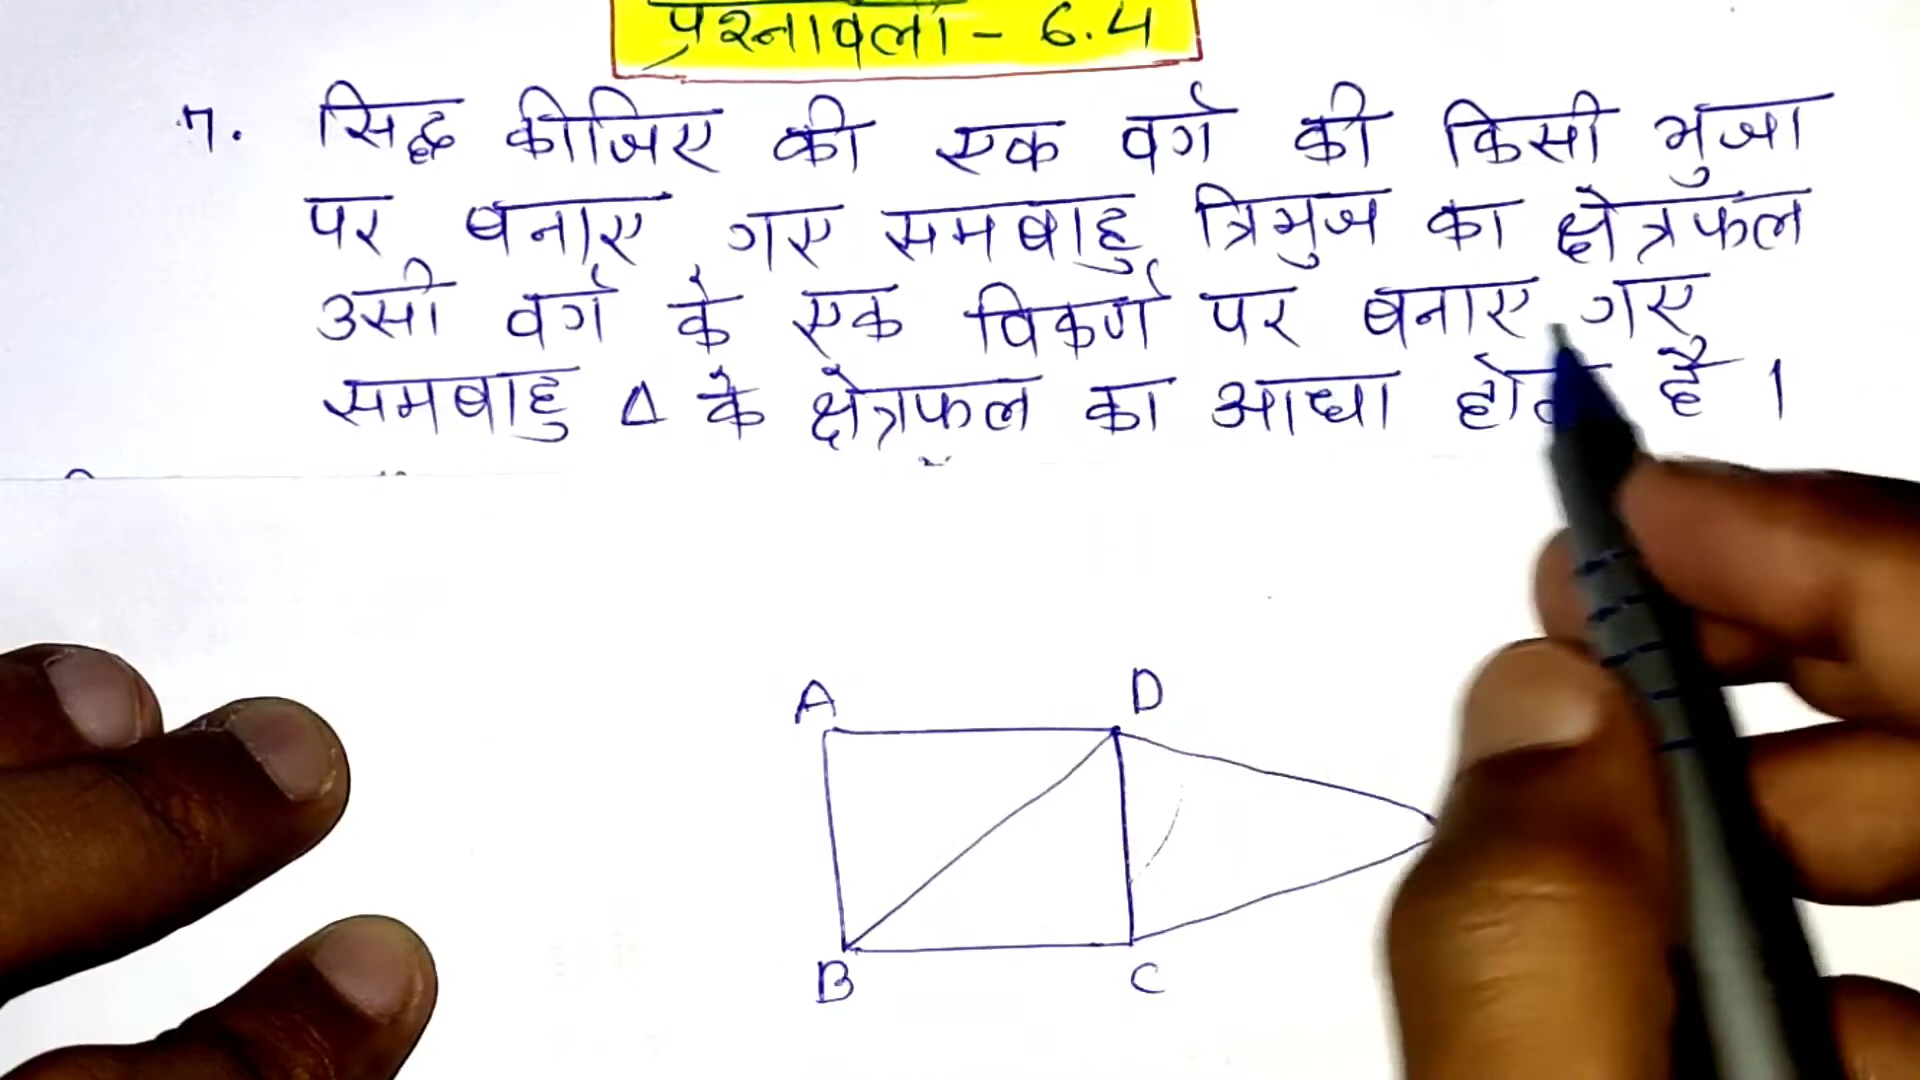 प्रश्नावली - 6.4
7. सिद्ध कीजिए की एक वर्ग की किसी भुजा
पर बनाए गए समबाहु त्रिभुज का क्षेत्रफल
उसी वर्ग के एक विकर्ण पर बनाए गए
समबाहु Δ के क्षेत्रफल का आधा है ।
A D
B C